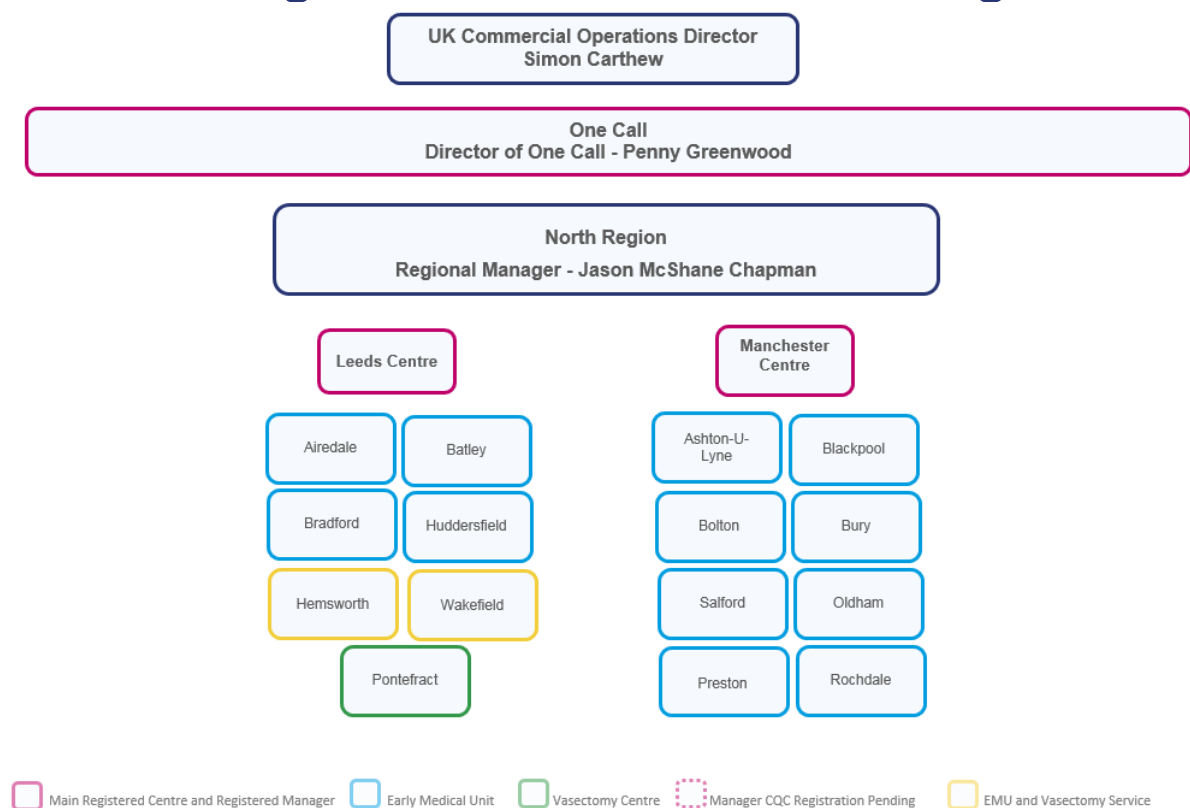 UK Commercial Operations Director
Simon Carthew
One Call
Director of One Call - Penny Greenwood
North Region
Regional Manager - Jason McShane Chapman
Leeds Centre
Manchester
Centre
Airedale
Batley
Ashton-U-
Lyne
Blackpool
Bradford
Huddersfield
Bolton
Bury
Hemsworth
Wakefield
Salford
Oldham
Pontefract
Preston
Rochdale
Main Registered Centre and Registered Manager
Early Medical Unit
Vasectomy Centre
Manager CQC Registration Pending
EMU and Vasectomy Service